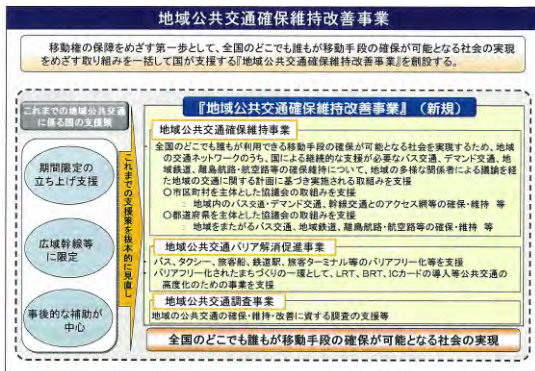 地域公共交通確保維持改善事業
移動権の保障をめざす第一歩として、全国のどこでも誰もが移動手段の確保が可能となる社会の実現
をめざす取り組みを一括して国が支援する『地域公共交通確保維持改善事業』を創設する。
これまでの地域公共交通
に係る国の支援策
期間限定の
立ち上げ支援
広域幹線等
に限定
事後的な補助が
中心
これまでの支援策を抜本的に見直し
『地域公共交通確保維持改善事業』（新規）
地域公共交通確保維持事業
・全国のどこでも誰もが利用できる移動手段の確保が可能となる社会を実現するため、地域
の交通ネットワークのうち、国による継続的な支援が必要なバス交通、デマンド交通、地
域鉄道、離島航路・航空路等の確保維持について、地域の多様な関係者による議論を経
た地域の交通に関する計画に基づき実施される取組みを支援
○市区町村を主体とした協議会の取組みを支援
：地域内のバス交通・デマンド交通、幹線交通とのアクセス網等の確保・維持 等
○都道府県を主体とした協議会の取組みを支援
：地域をまたがるバス交通、地域鉄道、離島航路・航空路等の確保・維持 等
地域公共交通バリア解消促進事業
・バス、タクシー、旅客船、鉄道駅、旅客ターミナル等のバリアフリー化等を支援
・バリアフリー化されたまちづくりの一環として、LRT、BRT、ICカードの導入等公共交通の
高度化のための事業を支援
地域公共交通調査事業
地域の公共交通の確保・維持・改善に資する調査の支援等
全国のどこでも誰もが移動手段の確保が可能となる社会の実現